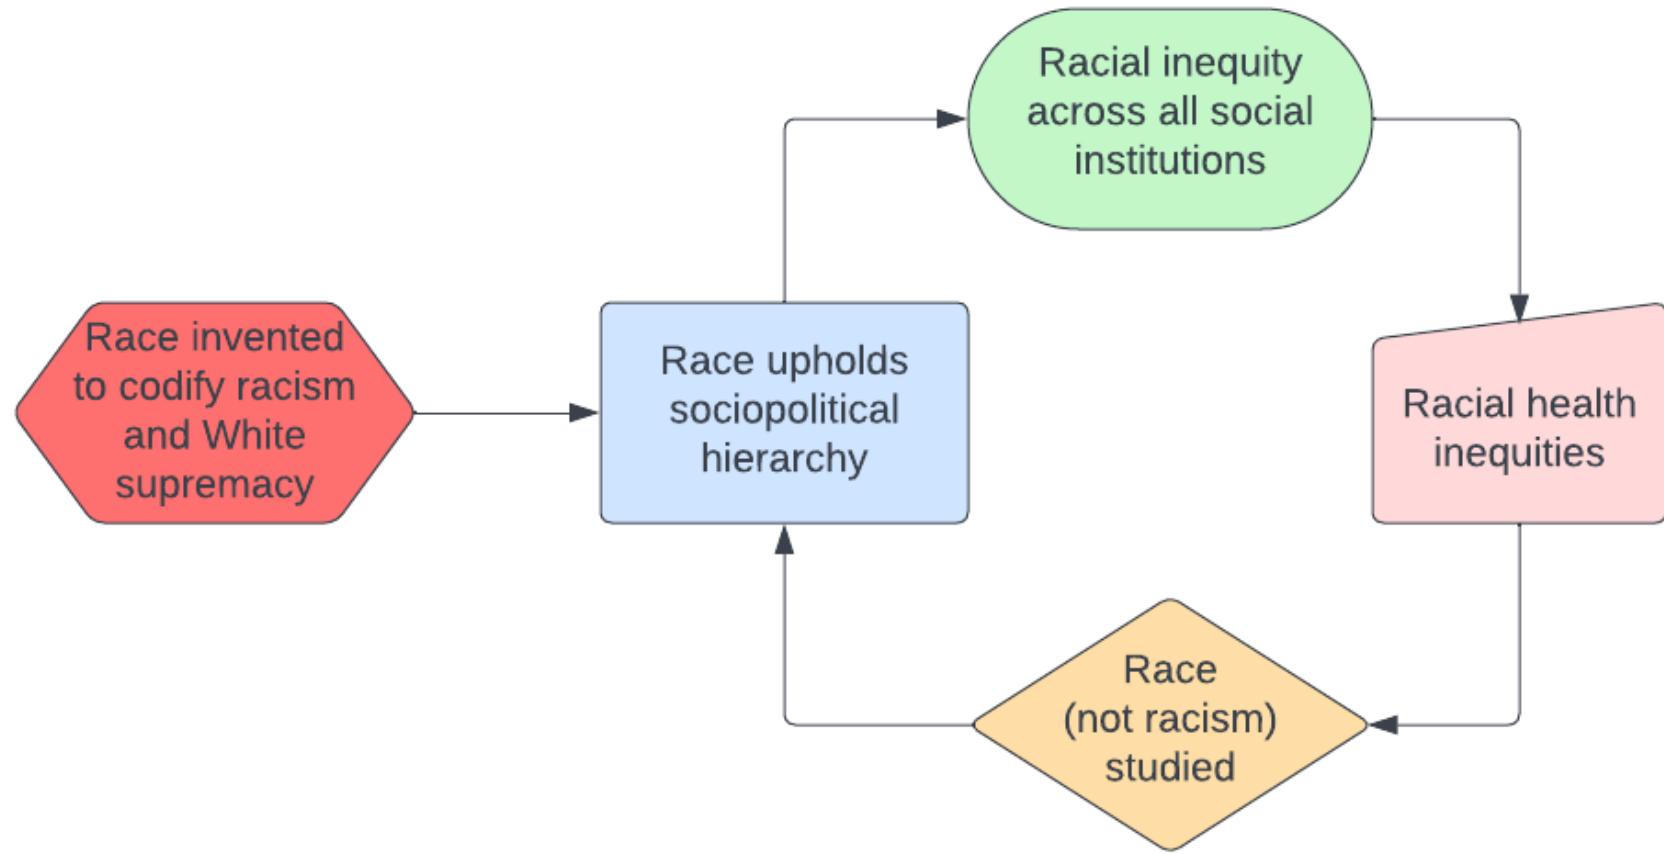 Race invented
to codify racism
and White
supremacy
Race upholds
sociopolitical
hierarchy
Racial inequity
across all social
institutions
Racial health
inequities
Race
(not racism)
studied